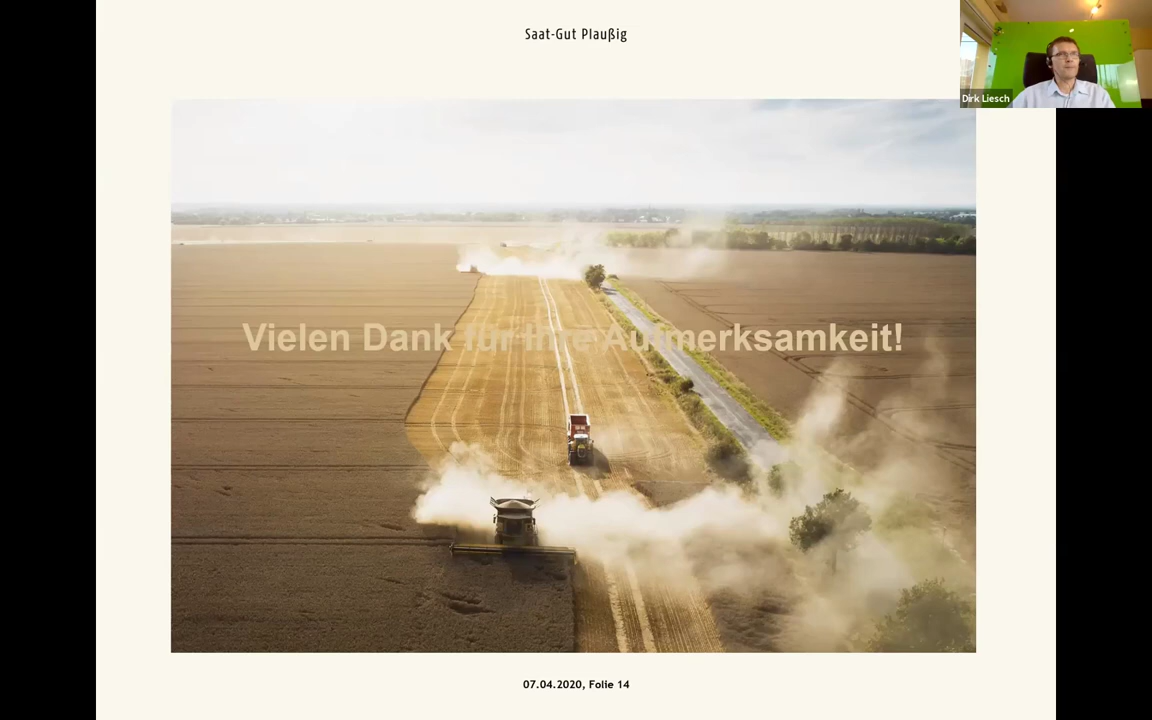 Saat-Gut Plaußig
Dirk Liesch
Vielen Dank für Ihre Aufmerksamkeit!
07.04.2020, Folie 14